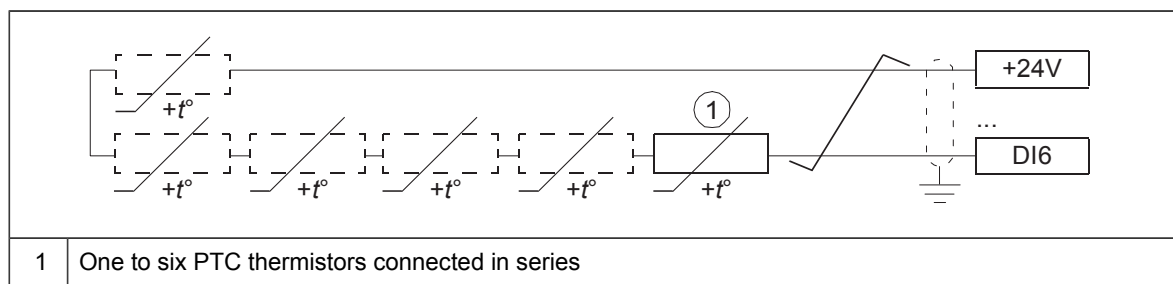 +t°
+24V
1
...
DI6
+t°
+t°
+t°
+t°
+t°
1 One to six PTC thermistors connected in series